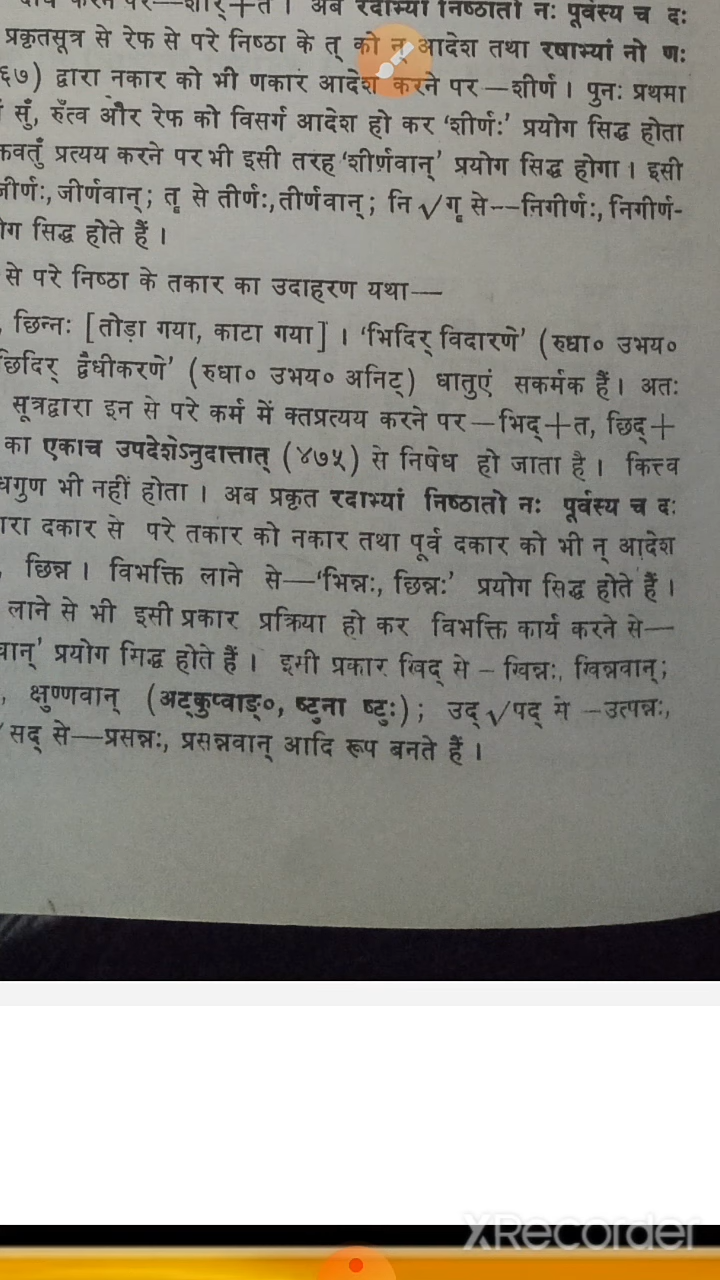 अब रदाभ्यां निष्ठातो नः पूर्वस्य च दः
प्रकृतसूत्र से रेफ से परे निष्ठा के त् को न् आदेश तथा रषाभ्यां नो णः
६७) द्वारा नकार को भी णकार आदेश करने पर—शीर्ण। पुनः प्रथमा
सुँ, रुँत्व और रेफ को विसर्ग आदेश हो कर 'शीर्णः' प्रयोग सिद्ध होता
क्तवतुँ प्रत्यय करने पर भी इसी तरह 'शीर्णवान्' प्रयोग सिद्ध होगा। इसी
जीर्णः, जीर्णवान्; तॄ से तीर्णः, तीर्णवान्; नि√गॄ से--निगीर्णः, निगीर्ण-
सिद्ध होते हैं।
से परे निष्ठा के तकार का उदाहरण यथा—
छिन्नः [तोड़ा गया, काटा गया]। 'भिदिर् विदारणे' (रुधा० उभय०
छिदिर् द्वैधीकरणे' (रुधा० उभय० अनिट्) धातुएं सकर्मक हैं। अतः
सूत्रद्वारा इन से परे कर्म में क्तप्रत्यय करने पर—भिद्+त, छिद्+
का एकाच उपदेशेऽनुदात्तात् (४७५) से निषेध हो जाता है। कित्त्व
भी नहीं होता। अब प्रकृत रदाभ्यां निष्ठातो नः पूर्वस्य च दः
दकार से परे तकार को नकार तथा पूर्व दकार को भी न् आदेश
, छिन्न। विभक्ति लाने से—'भिन्नः, छिन्नः' प्रयोग सिद्ध होते हैं।
लाने से भी इसी प्रकार प्रक्रिया हो कर विभक्ति कार्य करने से—
वान्' प्रयोग सिद्ध होते हैं। इसी प्रकार खिद् से – खिन्नः, खिन्नवान्;
, क्षुण्णवान् (अट्कुप्वाङ्०, ष्टुना ष्टुः); उद्√पद् से –उत्पन्नः,
सद् से—प्रसन्नः, प्रसन्नवान् आदि रूप बनते हैं।
XRecorder